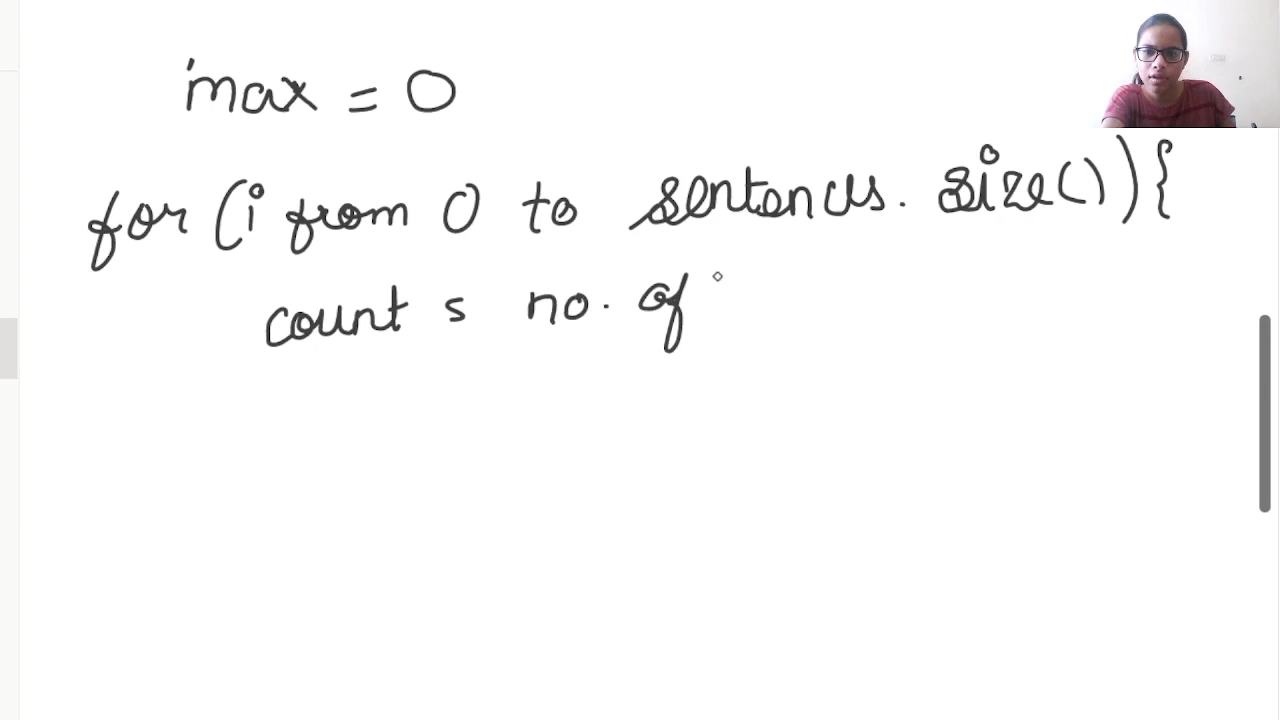 max = 0
for (i from 0 to sentences. size()) {
count s no. of